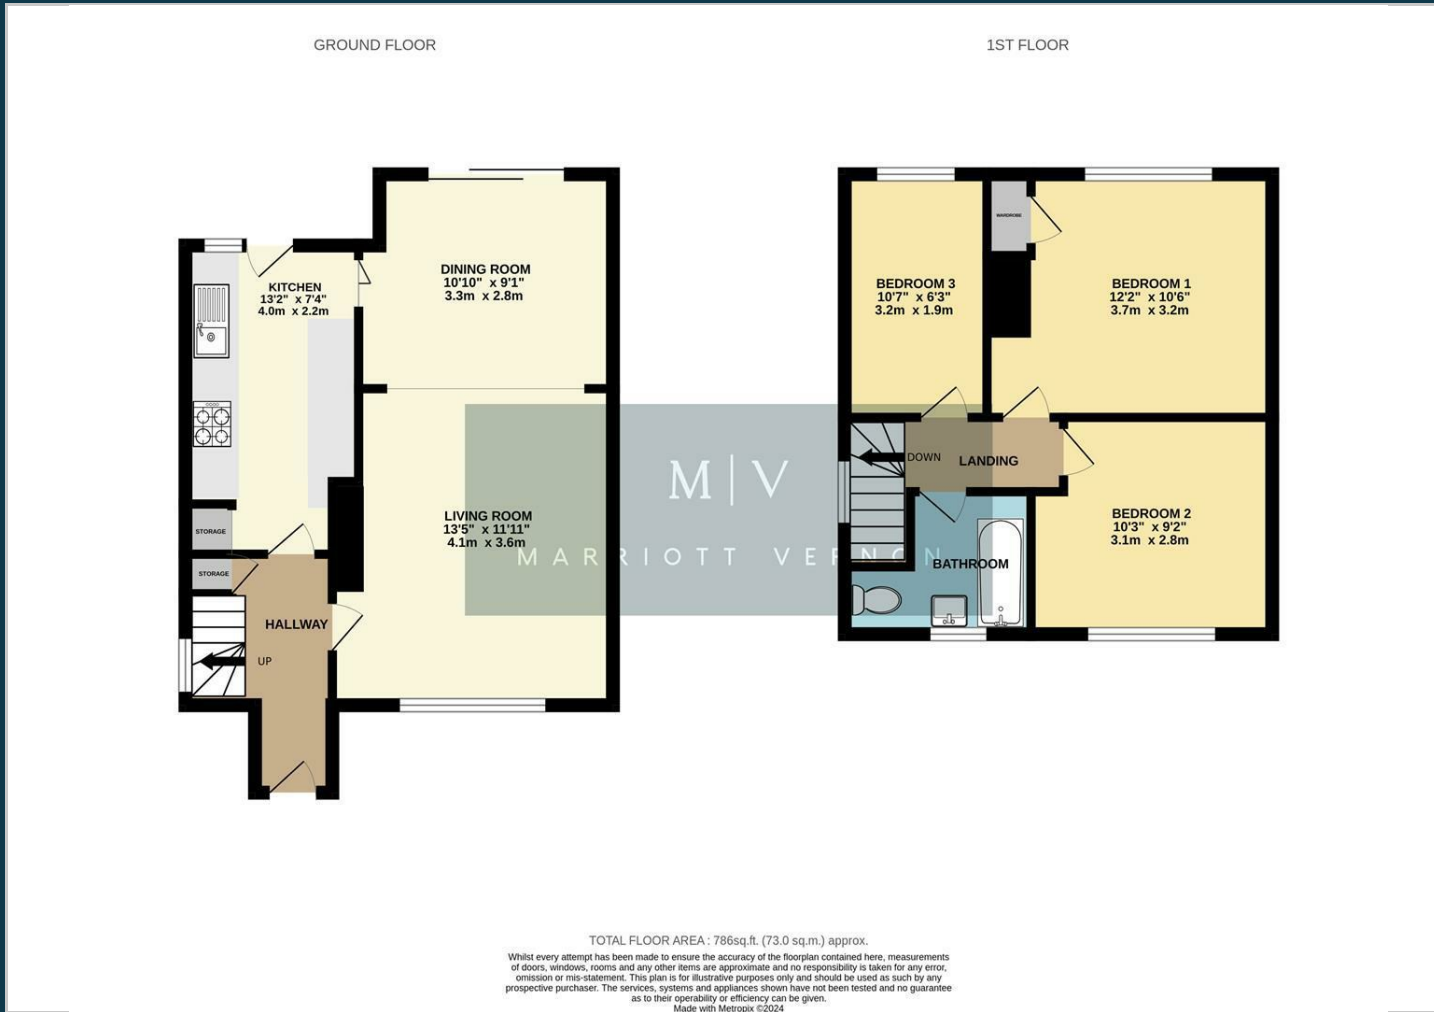 GROUND FLOOR
1ST FLOOR
KITCHEN
13'2" x 7'4"
4.0m x 2.2m
DINING ROOM
10'10" x 9'1"
3.3m x 2.8m
LIVING ROOM
13'5" x 11'11"
4.1m x 3.6m
STORAGE
STORAGE
HALLWAY
UP
BEDROOM 3
10'7" x 6'3"
3.2m x 1.9m
WARDROBE
BEDROOM 1
12'2" x 10'6"
3.7m x 3.2m
DOWN
LANDING
BEDROOM 2
10'3" x 9'2"
3.1m x 2.8m
BATHROOM
M|V
MARRIOTT VERNON
TOTAL FLOOR AREA : 786sq.ft. (73.0 sq.m.) approx.
Whilst every attempt has been made to ensure the accuracy of the floorplan contained here, measurements
of doors, windows, rooms and any other items are approximate and no responsibility is taken for any error,
omission or mis-statement. This plan is for illustrative purposes only and should be used as such by any
prospective purchaser. The services, systems and appliances shown have not been tested and no guarantee
as to their operability or efficiency can be given.
Made with Metropix ©2024